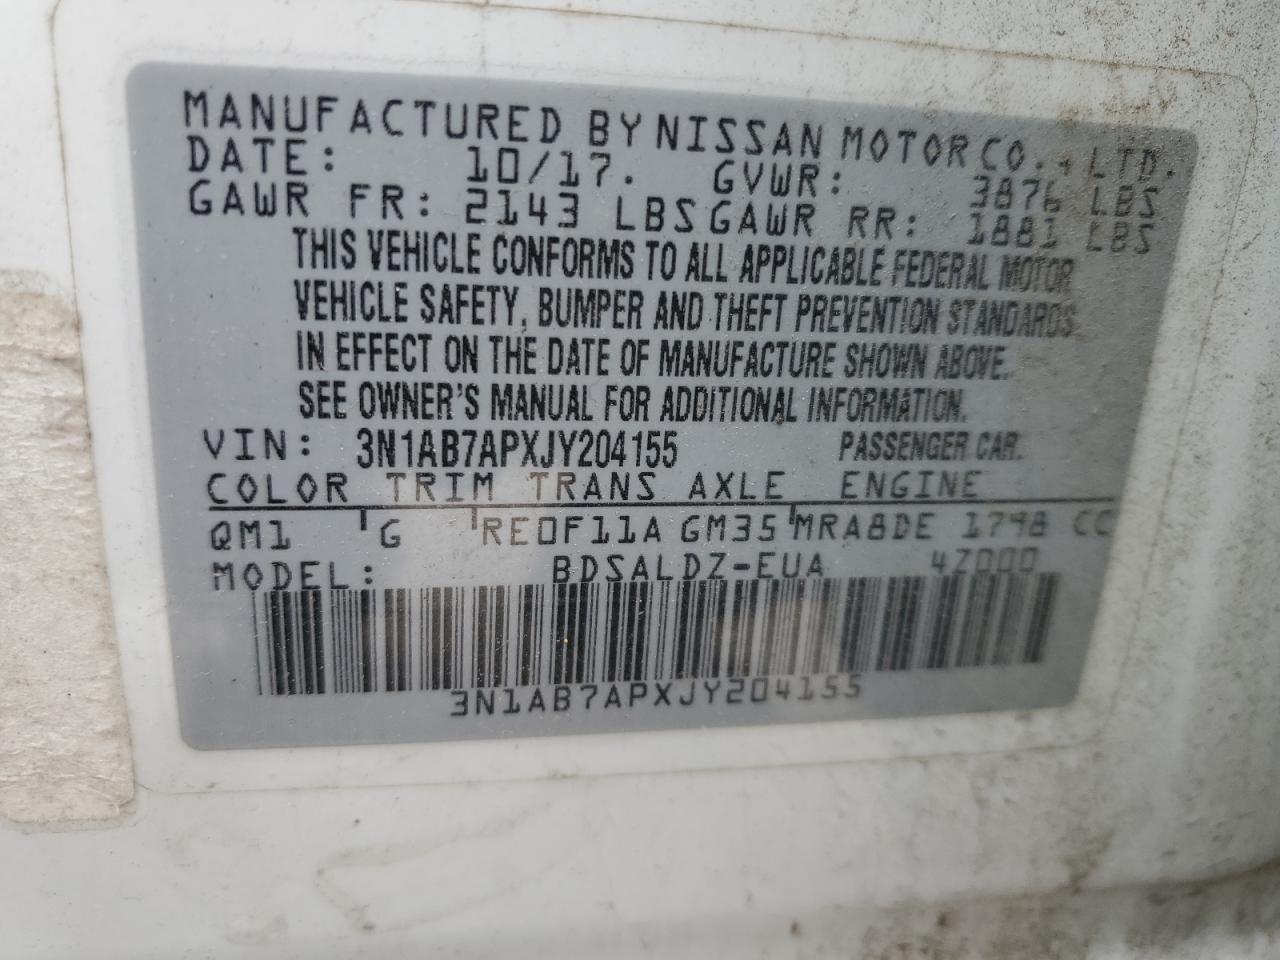 MANUFACTURED BY NISSAN MOTOR CO., LTD.
DATE: 10/17. GVWR: 3876 LBS
GAWR FR: 2143 LBS GAWR RR: 1881 LBS
THIS VEHICLE CONFORMS TO ALL APPLICABLE FEDERAL MOTOR
VEHICLE SAFETY, BUMPER AND THEFT PREVENTION STANDARDS
IN EFFECT ON THE DATE OF MANUFACTURE SHOWN ABOVE.
SEE OWNER'S MANUAL FOR ADDITIONAL INFORMATION.
VIN: 3N1AB7APXJY204155 PASSENGER CAR.
COLOR TRIM TRANS AXLE ENGINE
QM1 G RE0F11A GM35 MRA8DE 1798 CC
MODEL: BDSALDZ-EUA 4Z000
3N1AB7APXJY204155